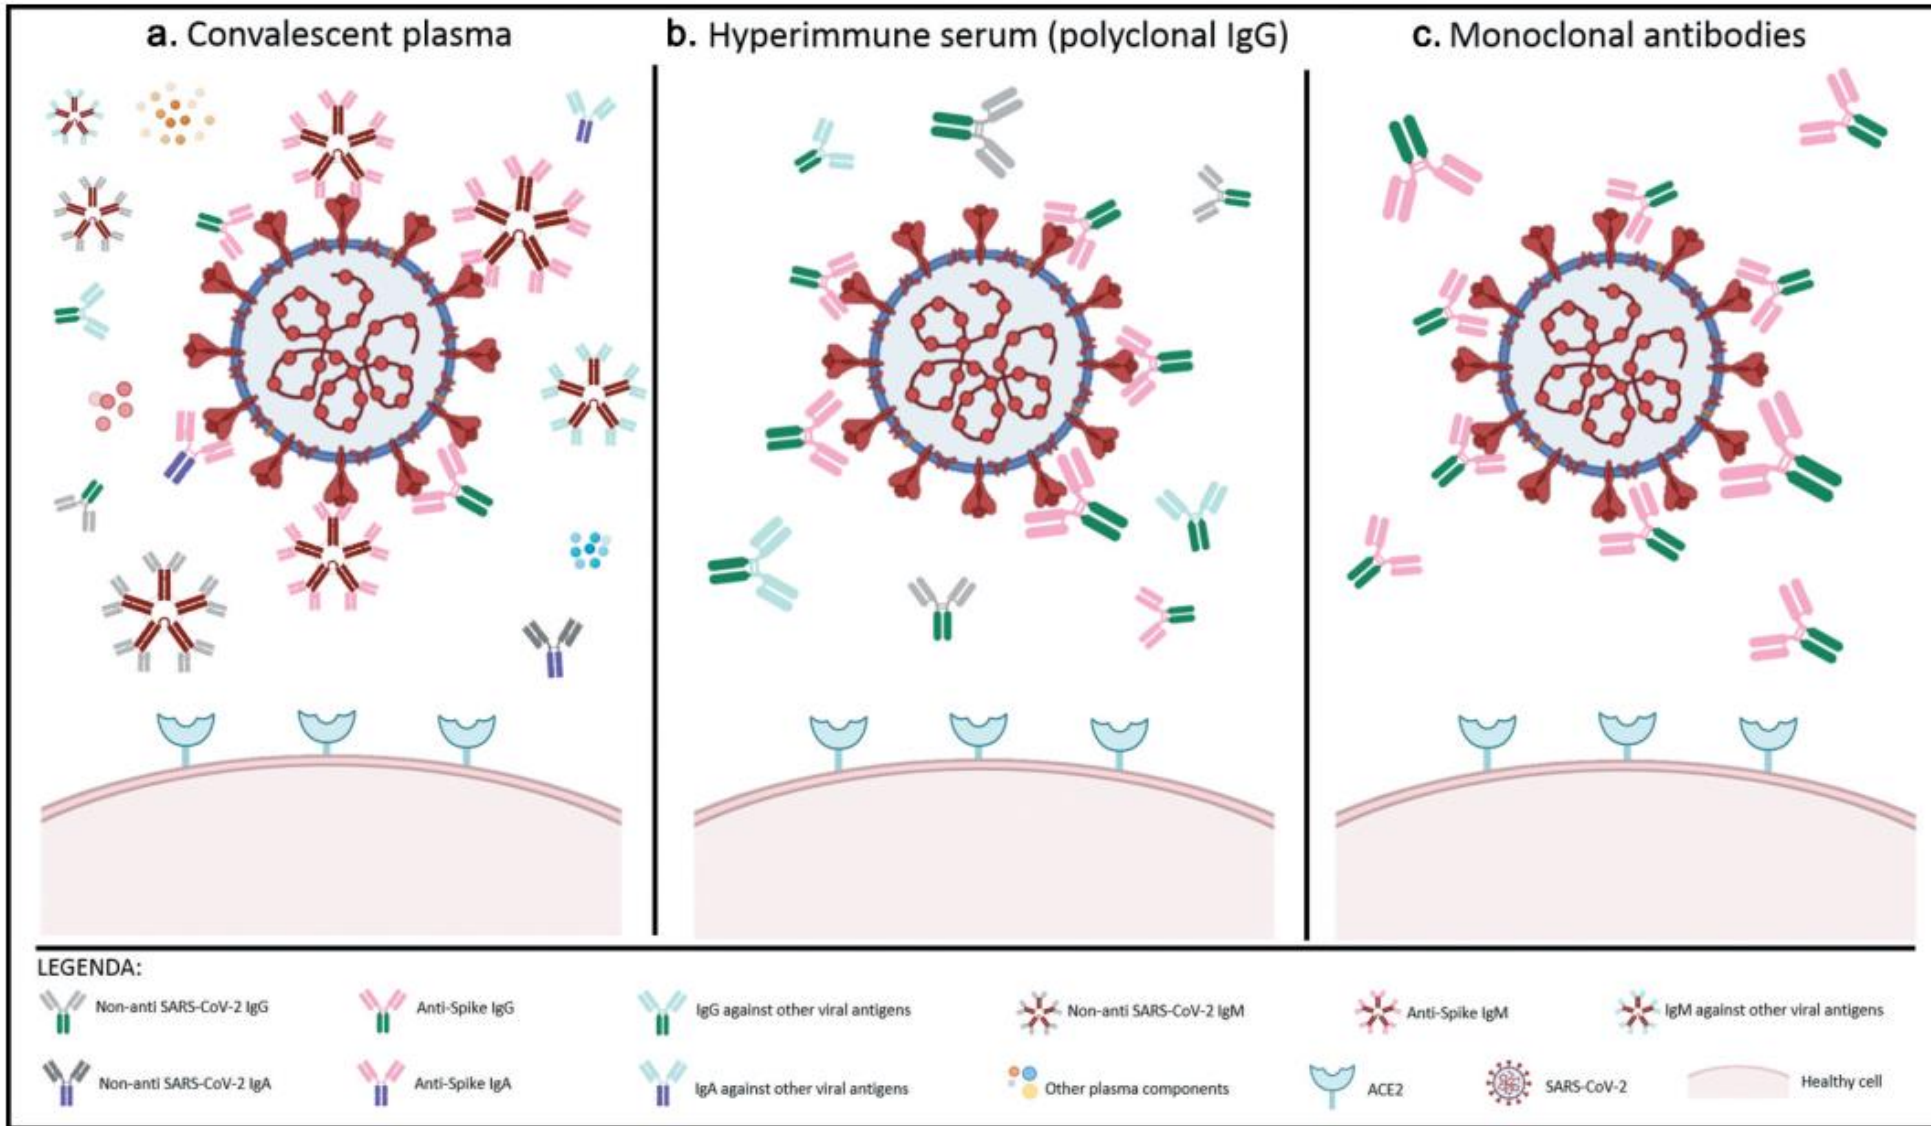 a. Convalescent plasma
b. Hyperimmune serum (polyclonal IgG)
c. Monoclonal antibodies
LEGENDA:
Non-anti SARS-CoV-2 IgG
Anti-Spike IgG
IgG against other viral antigens
Non-anti SARS-CoV-2 IgM
Anti-Spike IgM
IgM against other viral antigens
Non-anti SARS-CoV-2 IgA
Anti-Spike IgA
IgA against other viral antigens
Other plasma components
ACE2
SARS-CoV-2
Healthy cell